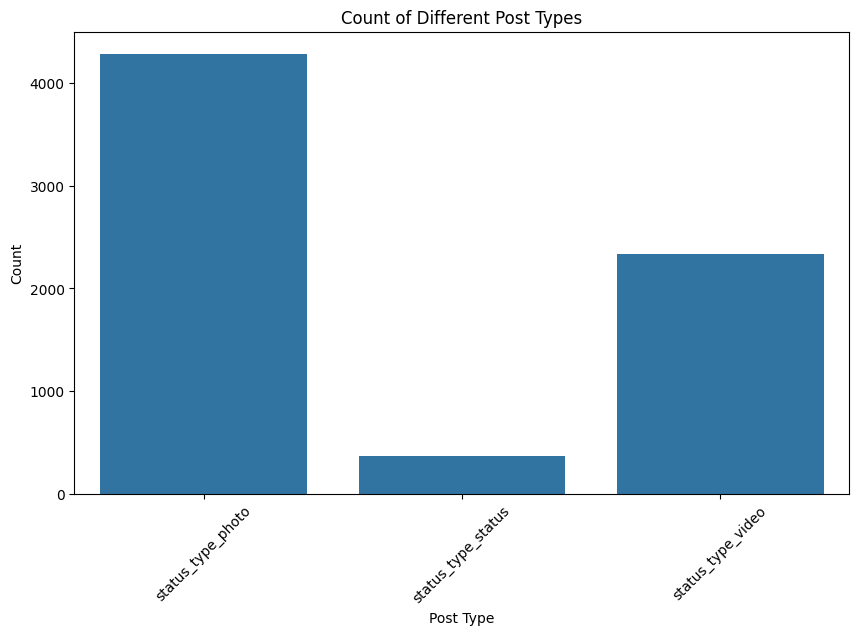 Count of Different Post Types
Count
4000
3000
2000
1000
0
status_type_photo
status_type_status
status_type_video
Post Type